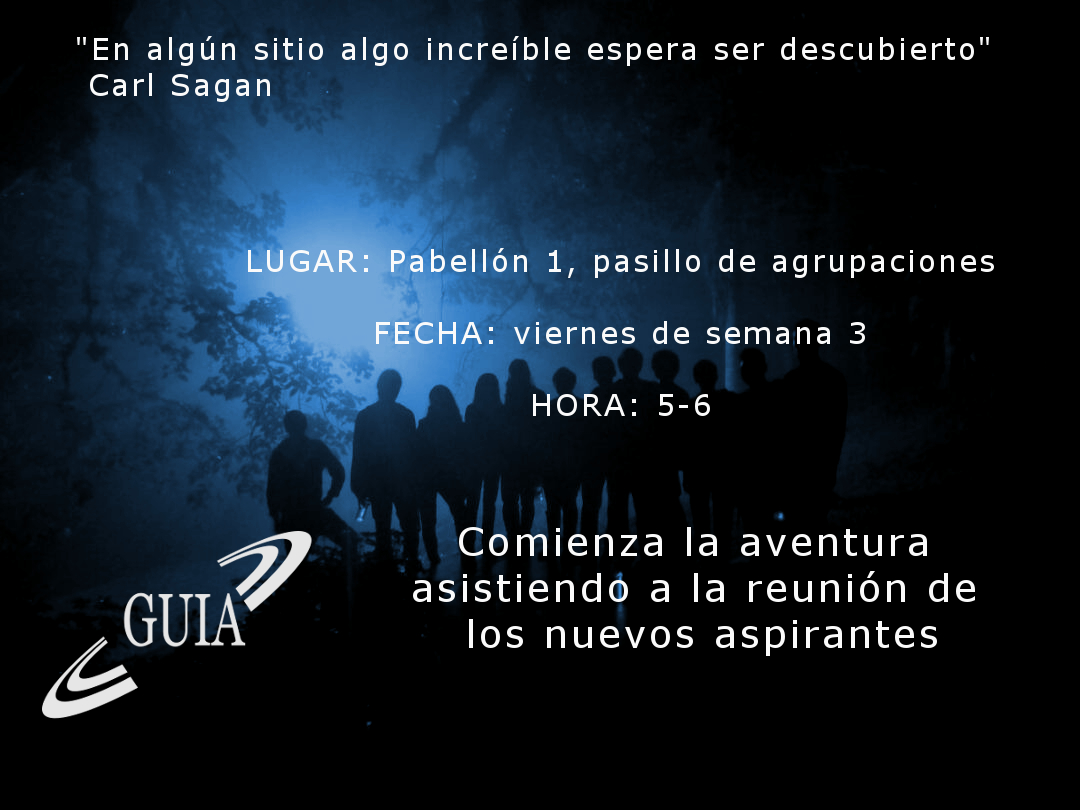 "En algún sitio algo increíble espera ser descubierto"
Carl Sagan
LUGAR: Pabellón 1, pasillo de agrupaciones
FECHA: viernes de semana 3
HORA: 5-6
Comienza la aventura
asistiendo a la reunión de
los nuevos aspirantes
GUIA